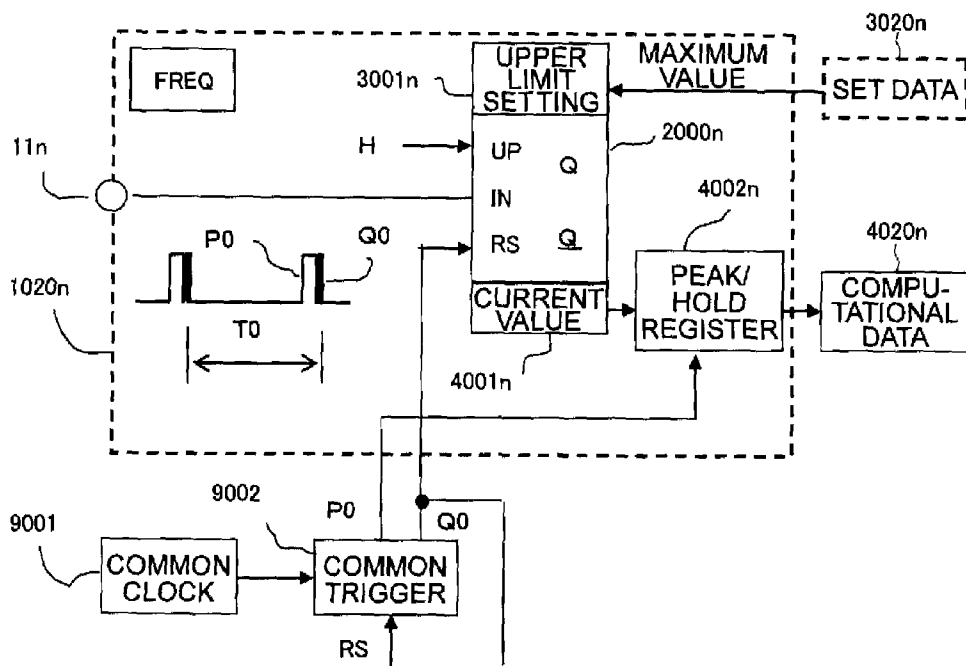 3020n
FREQ
3001n
UPPER
LIMIT
SETTING
MAXIMUM
VALUE
SET DATA
2000n
H
UP
Q
11n
IN
4002n
RS
Q
P0
Q0
4020n
PEAK/
HOLD
REGISTER
COMPU-
TATIONAL
DATA
1020n
CURRENT
VALUE
T0
4001n
9002
P0
Q0
9001
COMMON
CLOCK
COMMON
TRIGGER
RS